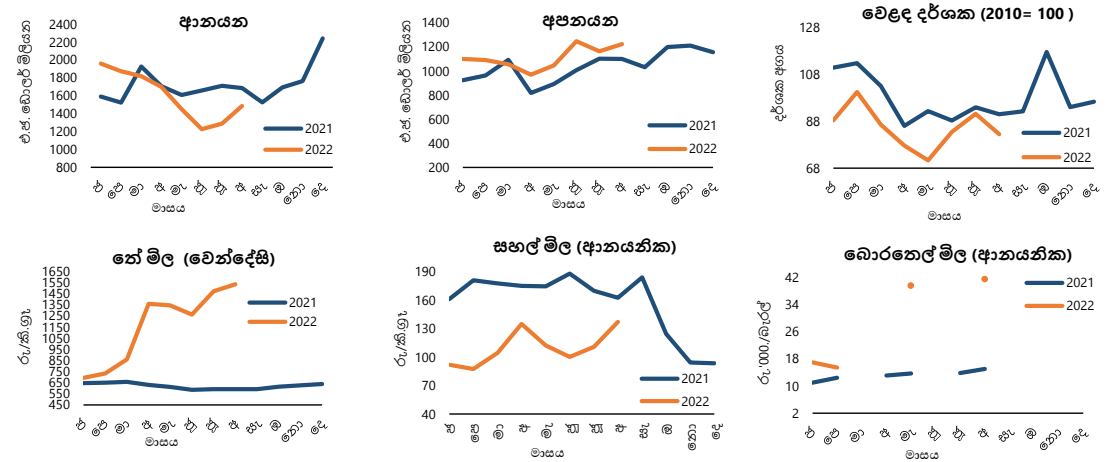 ආනයන
එ.ජ. ඩොලර් මිලියන
2400
2200
2000
1800
1600
1400
1200
1000
800
2021
2022
ජ පෙ මා අ මැ ජූ ජූ අ සැ ඔ නො දෙ
මාසය
අපනයන
එ.ජ. ඩොලර් මිලියන
1400
1200
1000
800
600
400
200
2021
2022
ජ පෙ මා අ මැ ජූ ජූ අ සැ ඔ නො දෙ
මාසය
වෙළඳ දර්ශක (2010= 100 )
දර්ශක අගය
128
108
88
68
2021
2022
ජ පෙ මා අ මැ ජූ ජූ අ සැ ඔ නො දෙ
මාසය
තේ මිල (වෙන්දේසි)
රු/කි.ග්‍රෑ
1650
1550
1450
1350
1250
1150
1050
950
850
750
650
550
450
2021
2022
ජ පෙ මා අ මැ ජූ ජූ අ සැ ඔ නො දෙ
මාසය
සහල් මිල (ආනයනික)
රු/කි.ග්‍රෑ
190
160
130
100
70
40
2021
2022
ජ පෙ මා අ මැ ජූ ජූ අ සැ ඔ නො දෙ
මාසය
බොරතෙල් මිල (ආනයනික)
රු.'000/බැරල්
42
34
26
18
10
2
2021
2022
ජ පෙ මා අ මැ ජූ ජූ අ සැ ඔ නො දෙ
මාසය